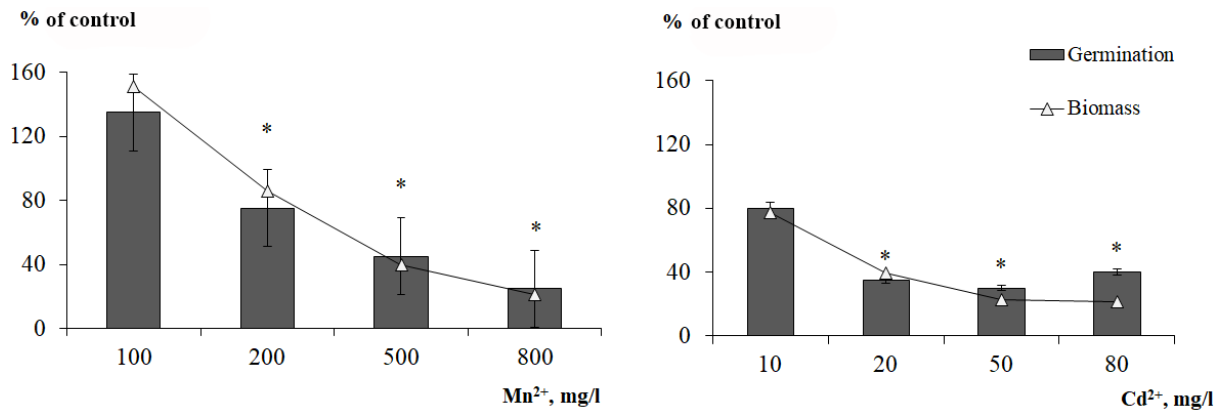 % of control
160
120
80
40
0
*
*
*
100 200 500 800
Mn²⁺, mg/l
% of control
Germination
Biomass
160
120
80
40
0
*
*
*
10 20 50 80
Cd²⁺, mg/l